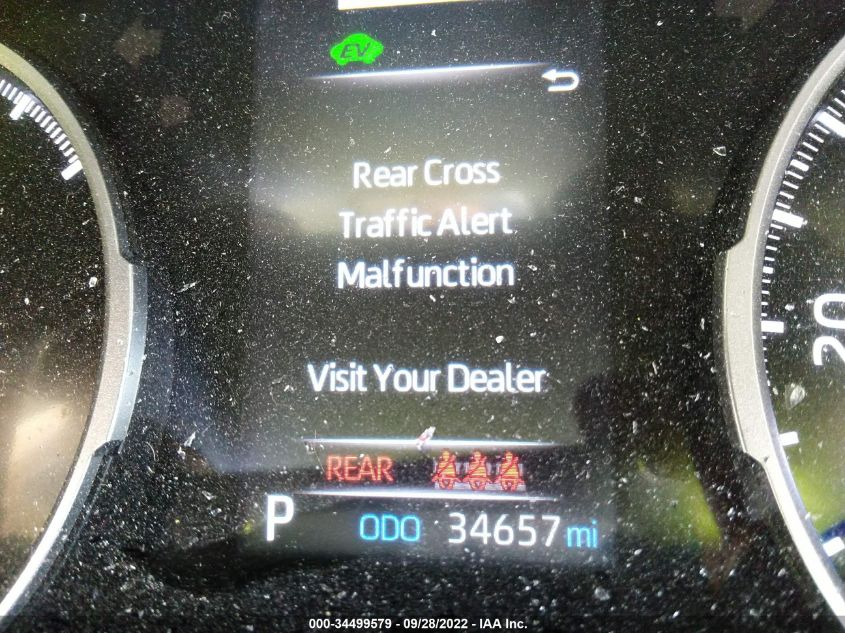 EV
Rear Cross
Traffic Alert
Malfunction
Visit Your Dealer
REAR
P ODO 34657 mi
20
000-34499579 / 09/28/2022 - IAA Inc.